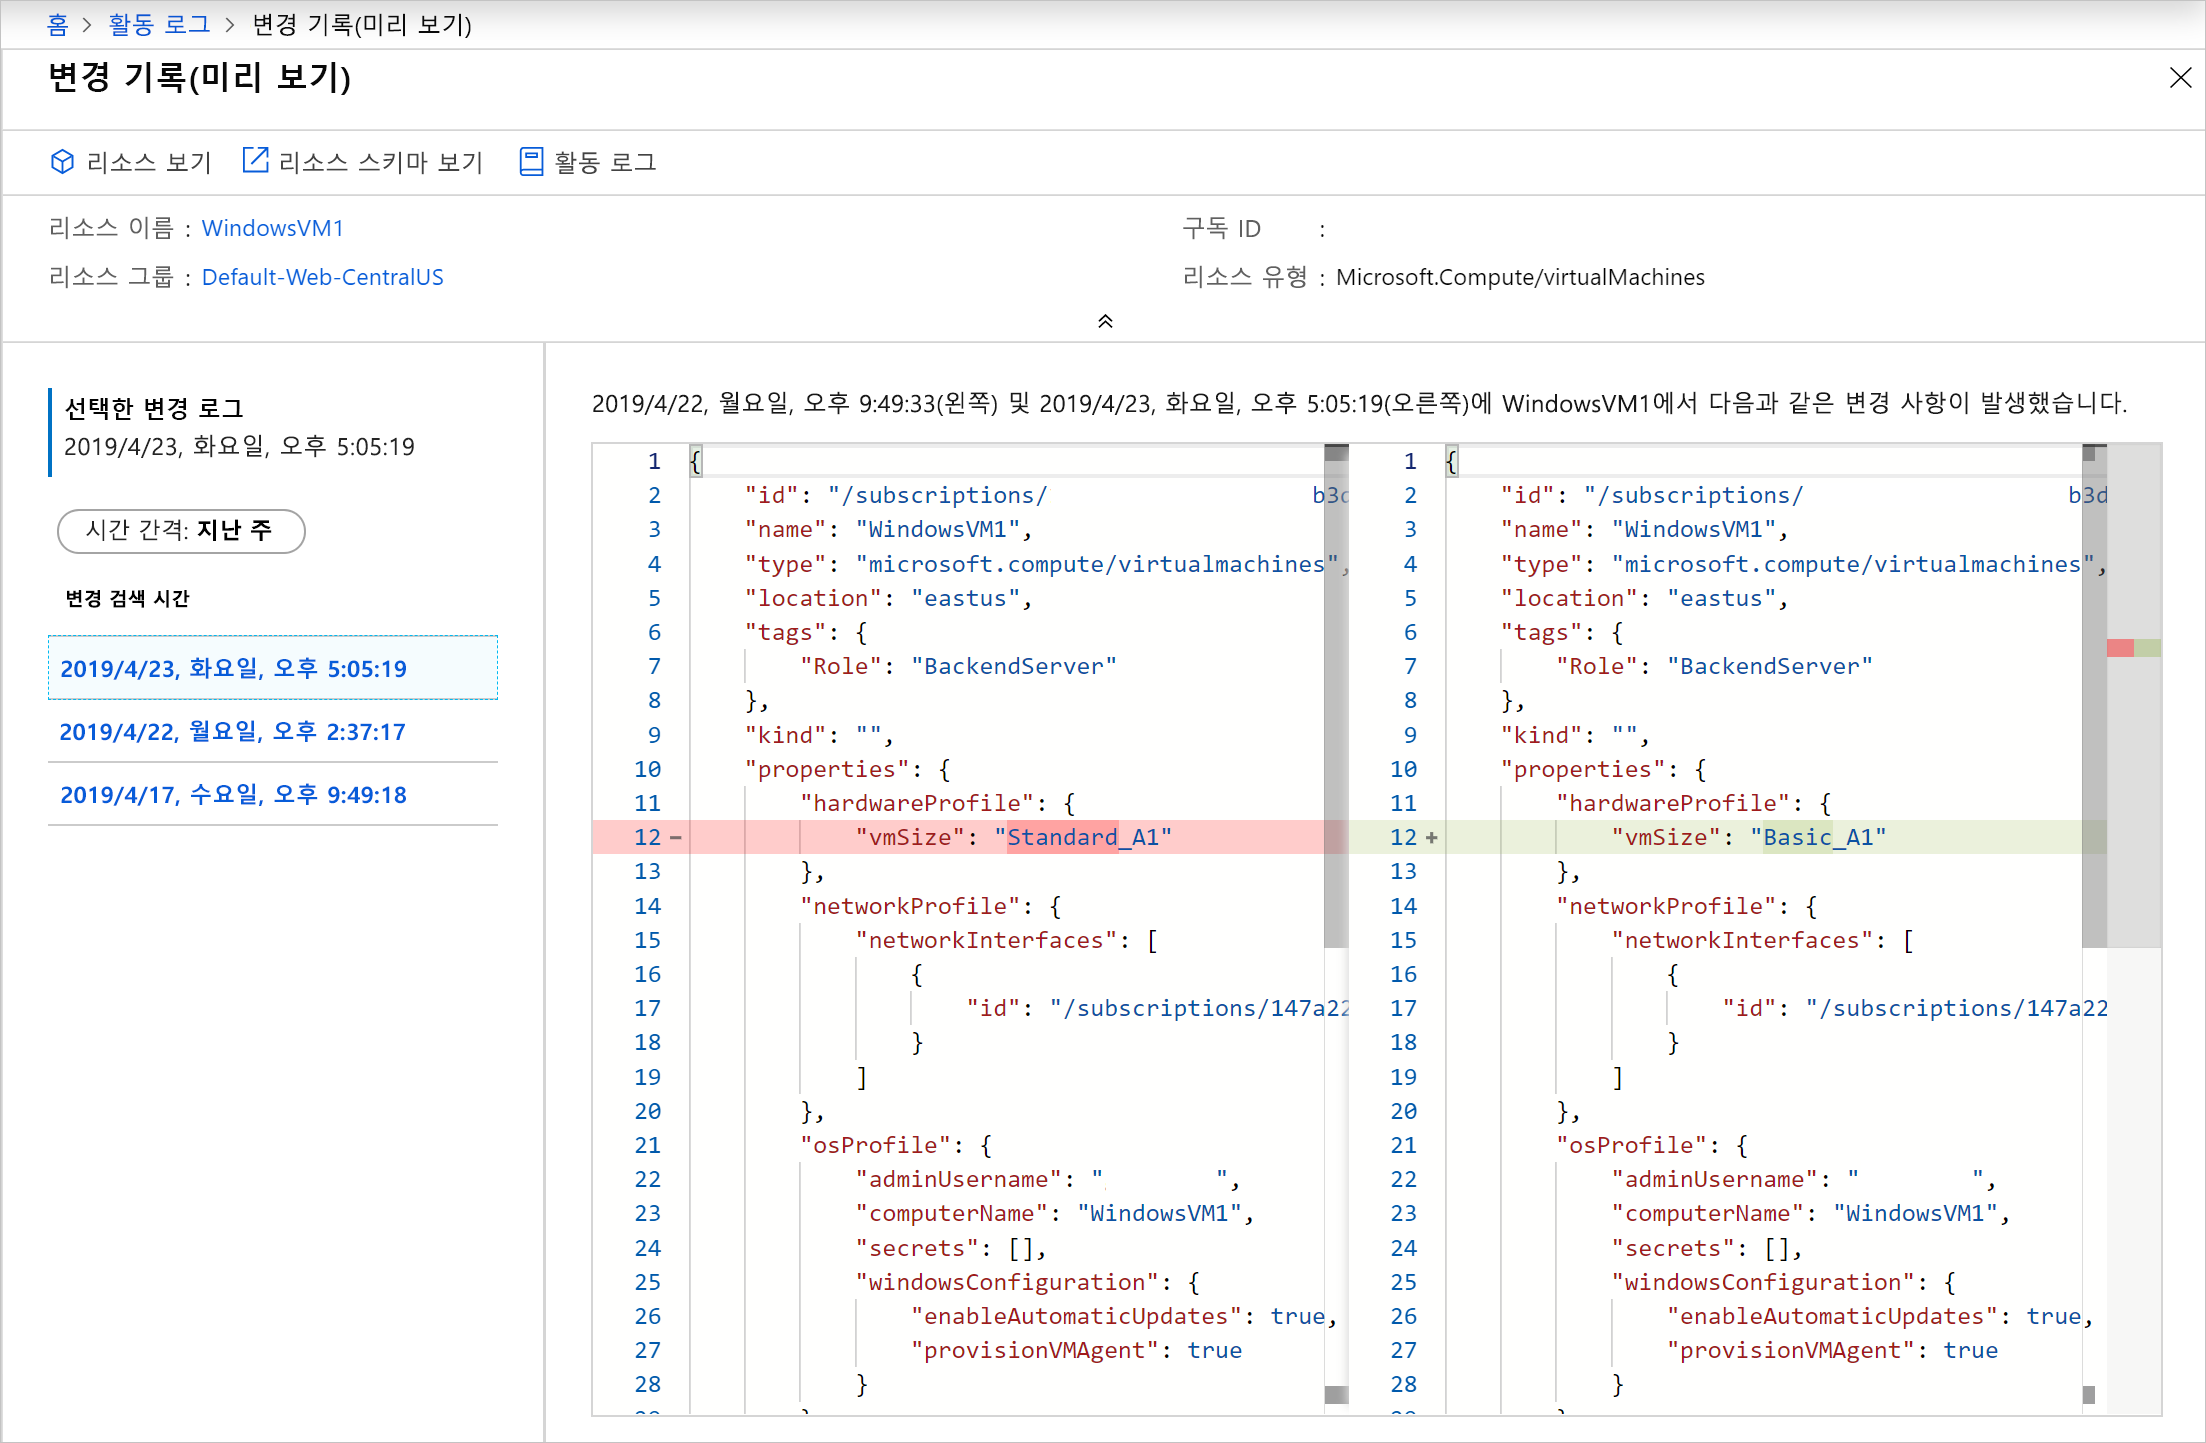 홈 > 활동 로그 > 변경 기록(미리 보기)
변경 기록(미리 보기)
리소스 보기 리소스 스키마 보기 활동 로그
리소스 이름 : WindowsVM1
구독 ID :
리소스 그룹 : Default-Web-CentralUS
리소스 유형 : Microsoft.Compute/virtualMachines
선택한 변경 로그
2019/4/23, 화요일, 오후 5:05:19
시간 간격: 지난 주
변경 검색 시간
2019/4/23, 화요일, 오후 5:05:19
2019/4/22, 월요일, 오후 2:37:17
2019/4/17, 수요일, 오후 9:49:18
2019/4/22, 월요일, 오후 9:49:33(왼쪽) 및 2019/4/23, 화요일, 오후 5:05:19(오른쪽)에 WindowsVM1에서 다음과 같은 변경 사항이 발생했습니다.
1 {
2 "id": "/subscriptions/ b3d
3 "name": "WindowsVM1",
4 "type": "microsoft.compute/virtualmachines",
5 "location": "eastus",
6 "tags": {
7 "Role": "BackendServer"
8 },
9 "kind": "",
10 "properties": {
11 "hardwareProfile": {
12 − "vmSize": "Standard_A1"
13 },
14 "networkProfile": {
15 "networkInterfaces": [
16 {
17 "id": "/subscriptions/147a22
18 }
19 ]
20 },
21 "osProfile": {
22 "adminUsername": " ",
23 "computerName": "WindowsVM1",
24 "secrets": [],
25 "windowsConfiguration": {
26 "enableAutomaticUpdates": true,
27 "provisionVMAgent": true
28 }
1 {
2 "id": "/subscriptions/ b3d
3 "name": "WindowsVM1",
4 "type": "microsoft.compute/virtualmachines",
5 "location": "eastus",
6 "tags": {
7 "Role": "BackendServer"
8 },
9 "kind": "",
10 "properties": {
11 "hardwareProfile": {
12 + "vmSize": "Basic_A1"
13 },
14 "networkProfile": {
15 "networkInterfaces": [
16 {
17 "id": "/subscriptions/147a22
18 }
19 ]
20 },
21 "osProfile": {
22 "adminUsername": " ",
23 "computerName": "WindowsVM1",
24 "secrets": [],
25 "windowsConfiguration": {
26 "enableAutomaticUpdates": true,
27 "provisionVMAgent": true
28 }